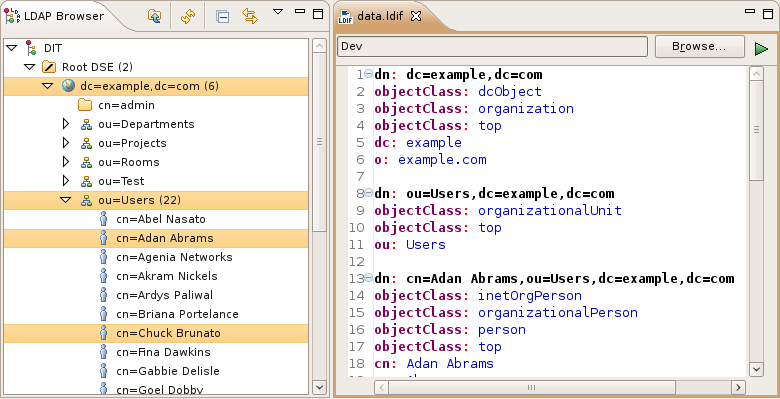 LDAP Browser
DIT
Root DSE (2)
dc=example,dc=com (6)
cn=admin
ou=Departments
ou=Projects
ou=Rooms
ou=Test
ou=Users (22)
cn=Abel Nasato
cn=Adan Abrams
cn=Agenia Networks
cn=Akram Nickels
cn=Ardys Paliwal
cn=Briana Portelance
cn=Chuck Brunato
cn=Fina Dawkins
cn=Gabbie Delisle
cn=Goel Dobby
LDIF data.ldif
Dev
Browse...
1 dn: dc=example,dc=com
2 objectClass: dcObject
3 objectClass: organization
4 objectClass: top
5 dc: example
6 o: example.com
7
8 dn: ou=Users,dc=example,dc=com
9 objectClass: organizationalUnit
10 objectClass: top
11 ou: Users
12
13 dn: cn=Adan Abrams,ou=Users,dc=example,dc=com
14 objectClass: inetOrgPerson
15 objectClass: organizationalPerson
16 objectClass: person
17 objectClass: top
18 cn: Adan Abrams